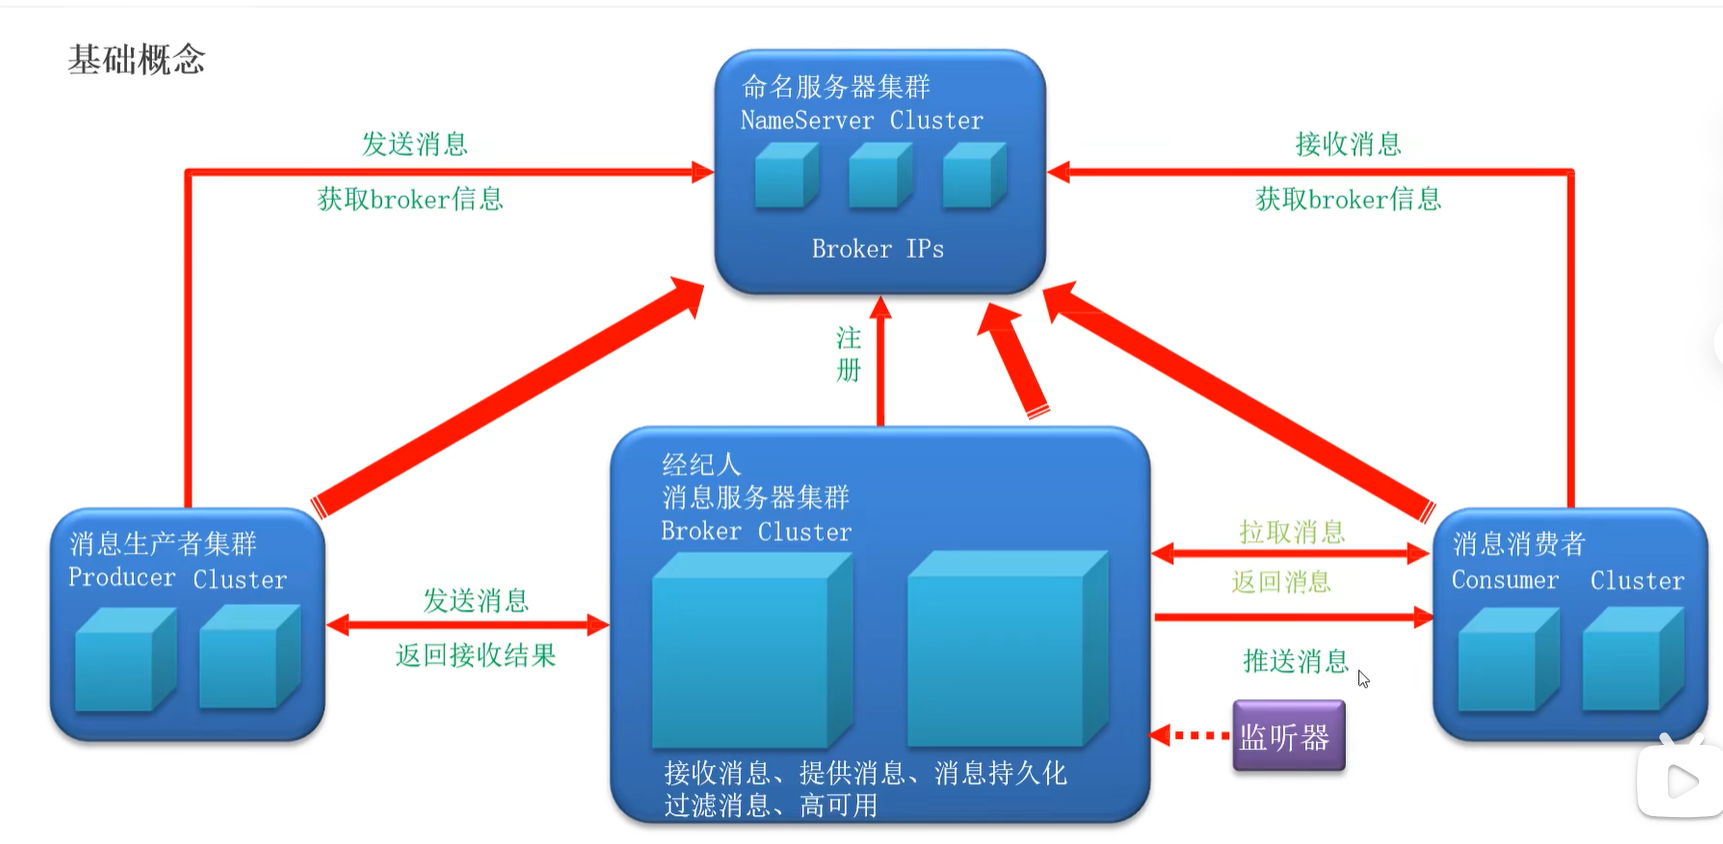 基础概念
命名服务器集群
NameServer Cluster
Broker IPs
发送消息
获取broker信息
接收消息
获取broker信息
注
册
经纪人
消息服务器集群
Broker Cluster
接收消息、提供消息、消息持久化
过滤消息、高可用
消息生产者集群
Producer Cluster
发送消息
返回接收结果
拉取消息
返回消息
推送消息
监听器
消息消费者
Consumer Cluster